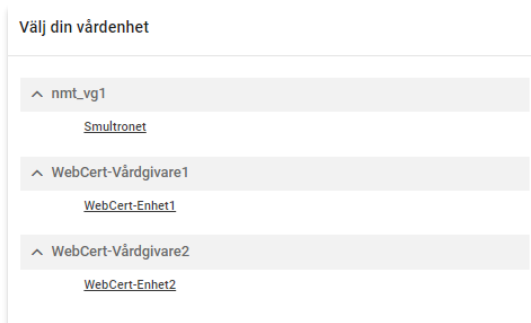 Välj din vårdenhet
nmt_vg1
Smultronet
WebCert-Vårdgivare1
WebCert-Enhet1
WebCert-Vårdgivare2
WebCert-Enhet2